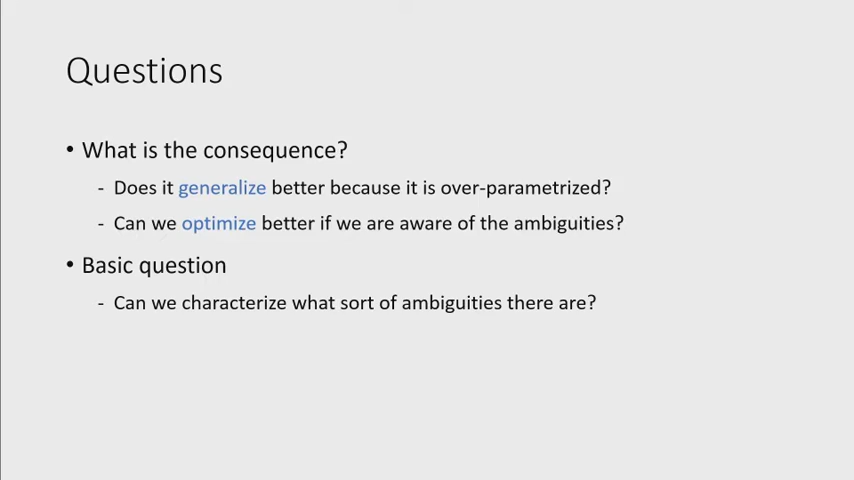 Questions
• What is the consequence?
- Does it generalize better because it is over-parametrized?
- Can we optimize better if we are aware of the ambiguities?
• Basic question
- Can we characterize what sort of ambiguities there are?